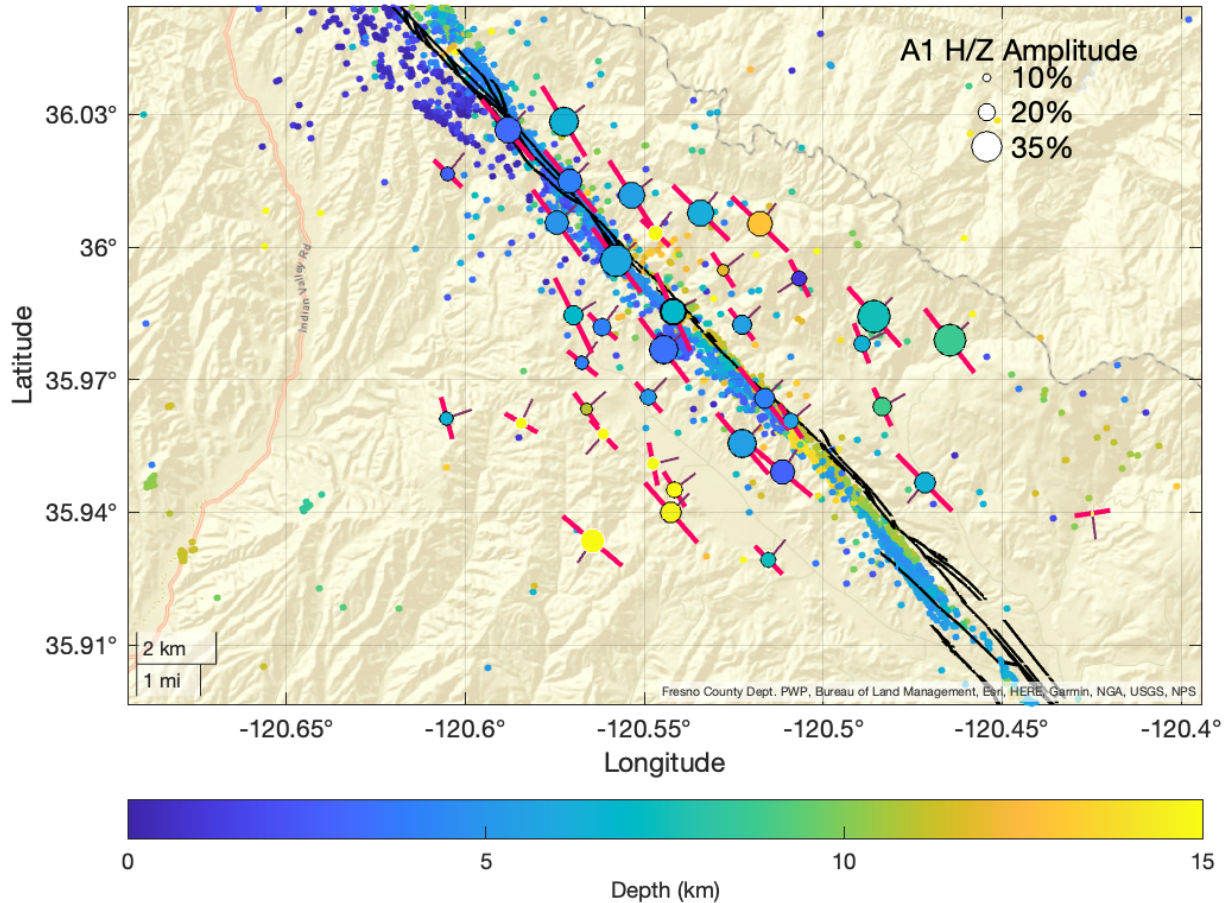 A1 H/Z Amplitude
10%
20%
35%
36.03°
36°
35.97°
35.94°
35.91°
Latitude
Indian Valley Rd
2 km
1 mi
Fresno County Dept. PWP, Bureau of Land Management, Esri, HERE, Garmin, NGA, USGS, NPS
-120.65°
-120.6°
-120.55°
-120.5°
-120.45°
-120.4°
Longitude
0
5
10
15
Depth (km)